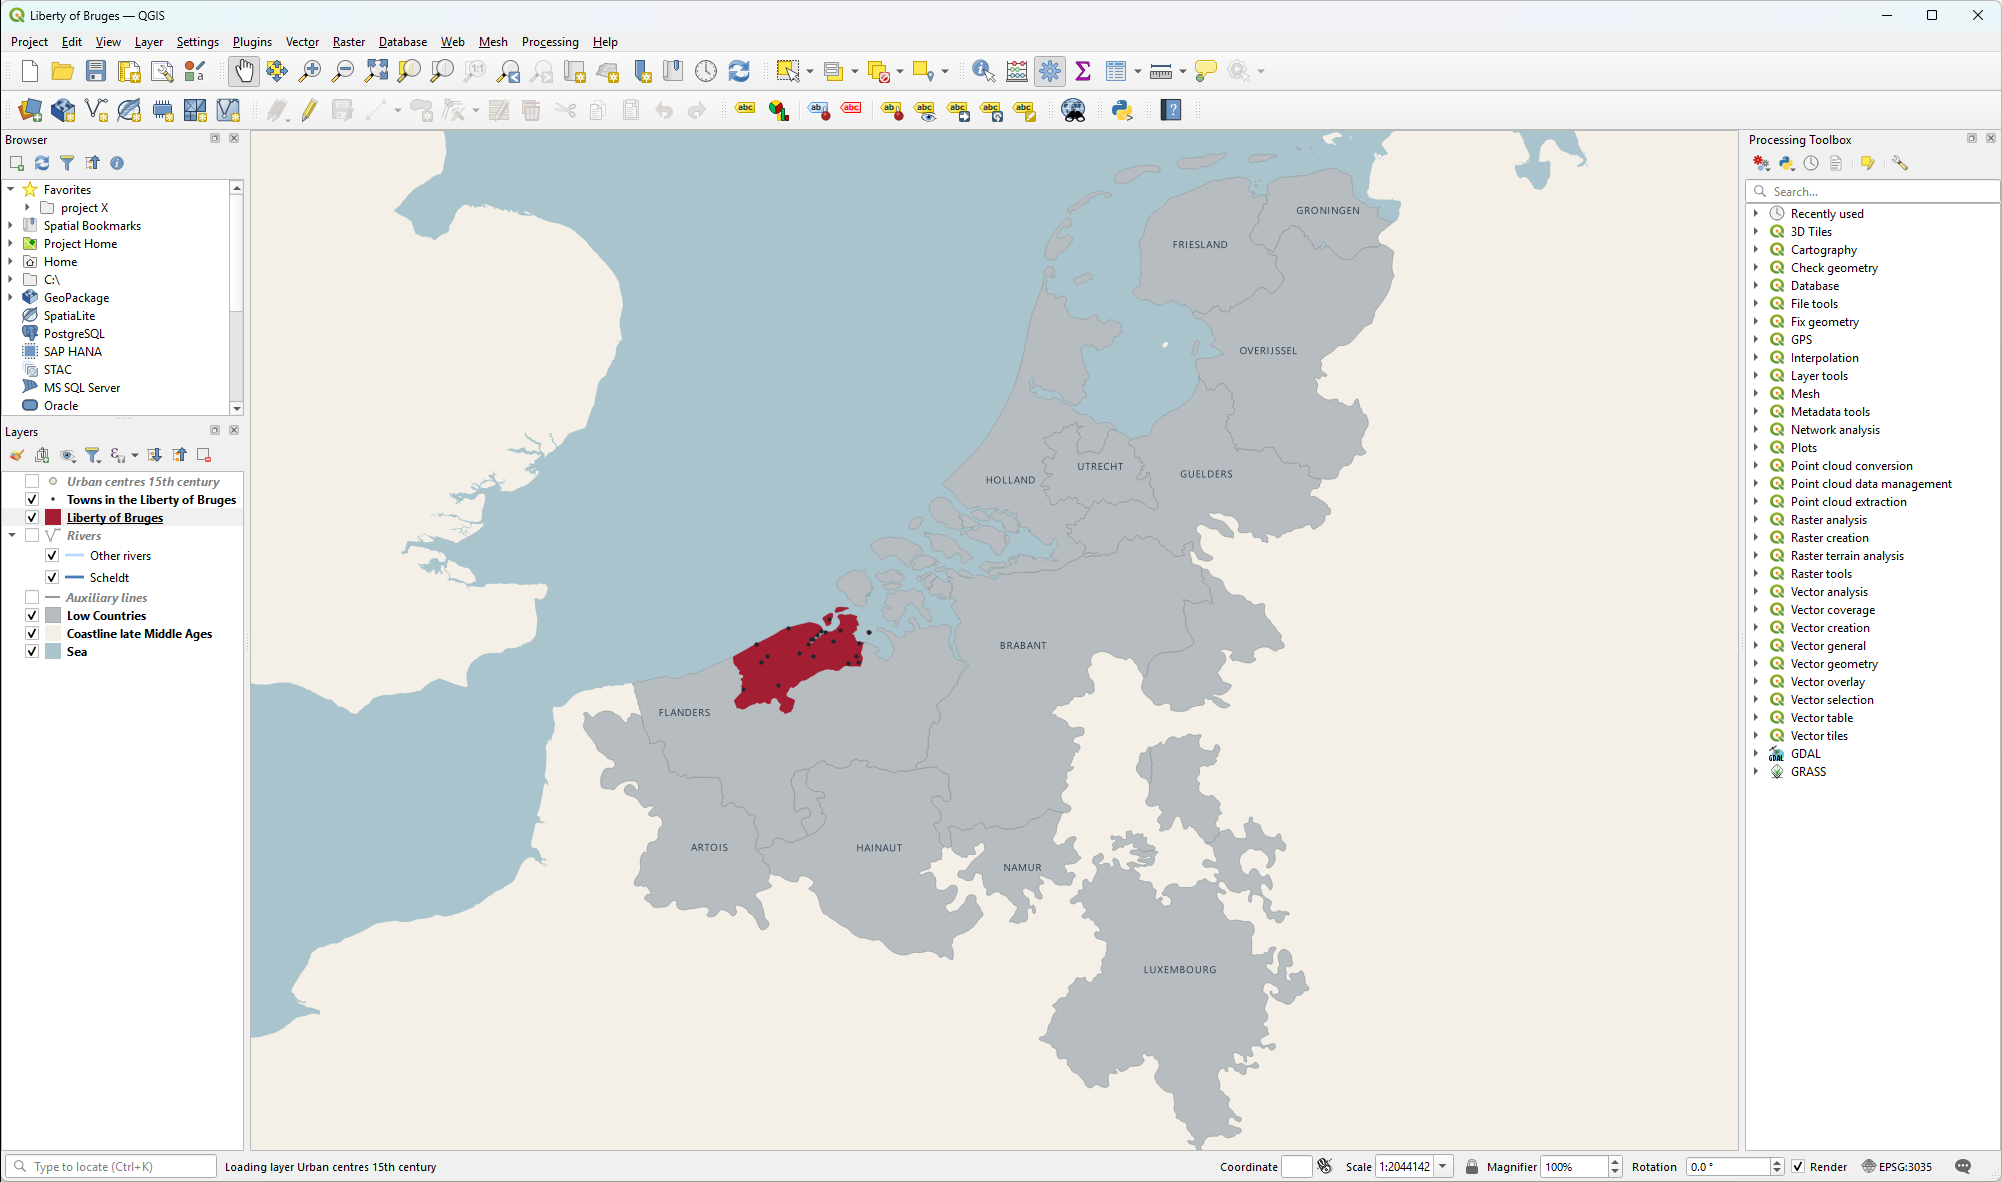 Liberty of Bruges — QGIS
Project Edit View Layer Settings Plugins Vector Raster Database Web Mesh Processing Help
Browser
Favorites
project X
Spatial Bookmarks
Project Home
Home
C:\
GeoPackage
SpatiaLite
PostgreSQL
SAP HANA
STAC
MS SQL Server
Oracle
Layers
Urban centres 15th century
Towns in the Liberty of Bruges
Liberty of Bruges
Rivers
Other rivers
Scheldt
Auxiliary lines
Low Countries
Coastline late Middle Ages
Sea
GRONINGEN
FRIESLAND
OVERIJSSEL
UTRECHT
GUELDERS
HOLLAND
BRABANT
FLANDERS
ARTOIS
HAINAUT
NAMUR
LUXEMBOURG
Processing Toolbox
Search...
Recently used
3D Tiles
Cartography
Check geometry
Database
File tools
Fix geometry
GPS
Interpolation
Layer tools
Mesh
Metadata tools
Network analysis
Plots
Point cloud conversion
Point cloud data management
Point cloud extraction
Raster analysis
Raster creation
Raster terrain analysis
Raster tools
Vector analysis
Vector coverage
Vector creation
Vector general
Vector geometry
Vector overlay
Vector selection
Vector table
Vector tiles
GDAL
GRASS
Type to locate (Ctrl+K) Loading layer Urban centres 15th century Coordinate Scale 1:2044142 Magnifier 100% Rotation 0.0 ° Render EPSG:3035